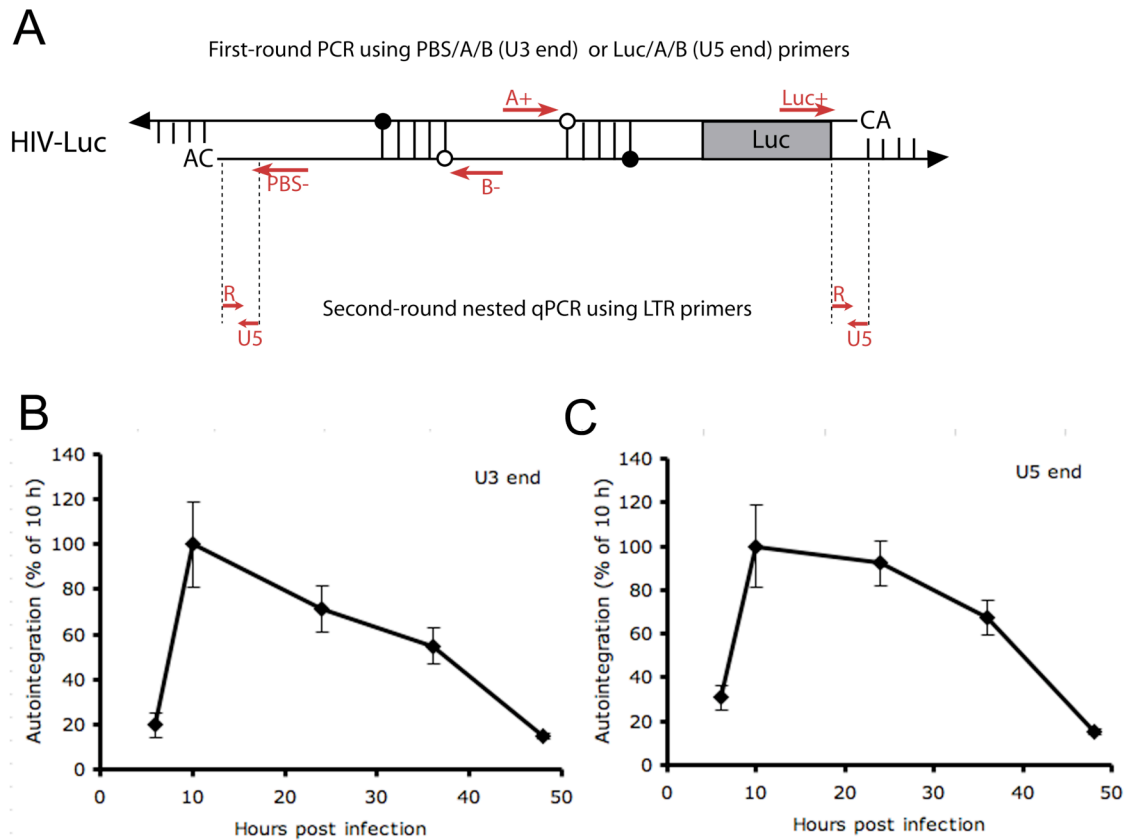 A
First-round PCR using PBS/A/B (U3 end) or Luc/A/B (U5 end) primers
A+
Luc+
CA
HIV-Luc
Luc
AC
PBS-
B-
R
R
Second-round nested qPCR using LTR primers
U5
U5
B
C
U3 end
U5 end
Autointegration (% of 10 h)
140
120
100
80
60
40
20
0
0 10 20 30 40 50
Hours post infection
Autointegration (% of 10 h)
140
120
100
80
60
40
20
0
0 10 20 30 40 50
Hours post infection